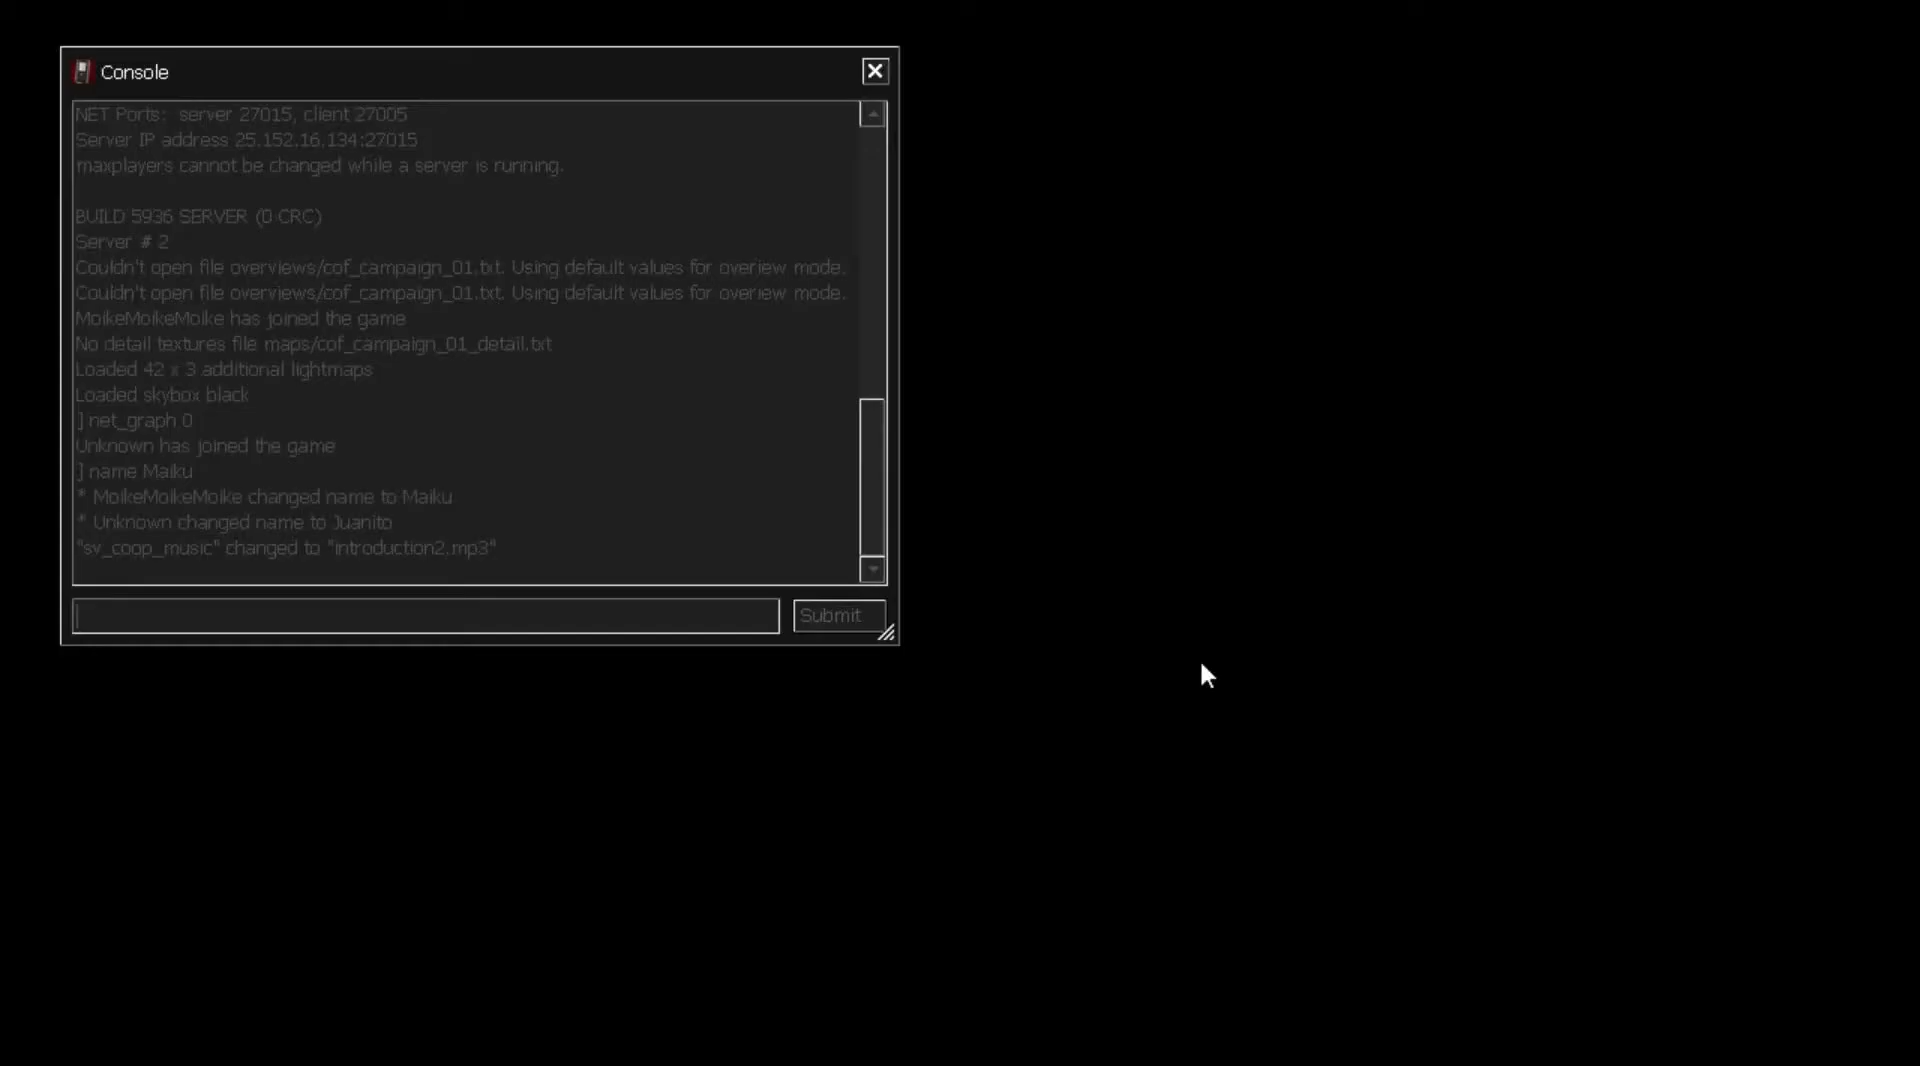 Console
NET Ports:  server 27015, client 27005
Server IP address 25.152.16.134:27015
maxplayers cannot be changed while a server is running.
BUILD 5936 SERVER (0 CRC)
Server # 2
Couldn't open file overviews/cof_campaign_01.txt. Using default values for overiew mode.
Couldn't open file overviews/cof_campaign_01.txt. Using default values for overiew mode.
MoikeMoikeMoike has joined the game
No detail textures file maps/cof_campaign_01_detail.txt
Loaded 42 x 3 additional lightmaps
Loaded skybox black
] net_graph 0
Unknown has joined the game
] name Maiku
* MoikeMoikeMoike changed name to Maiku
* Unknown changed name to Juanito
"sv_coop_music" changed to "introduction2.mp3"
Submit